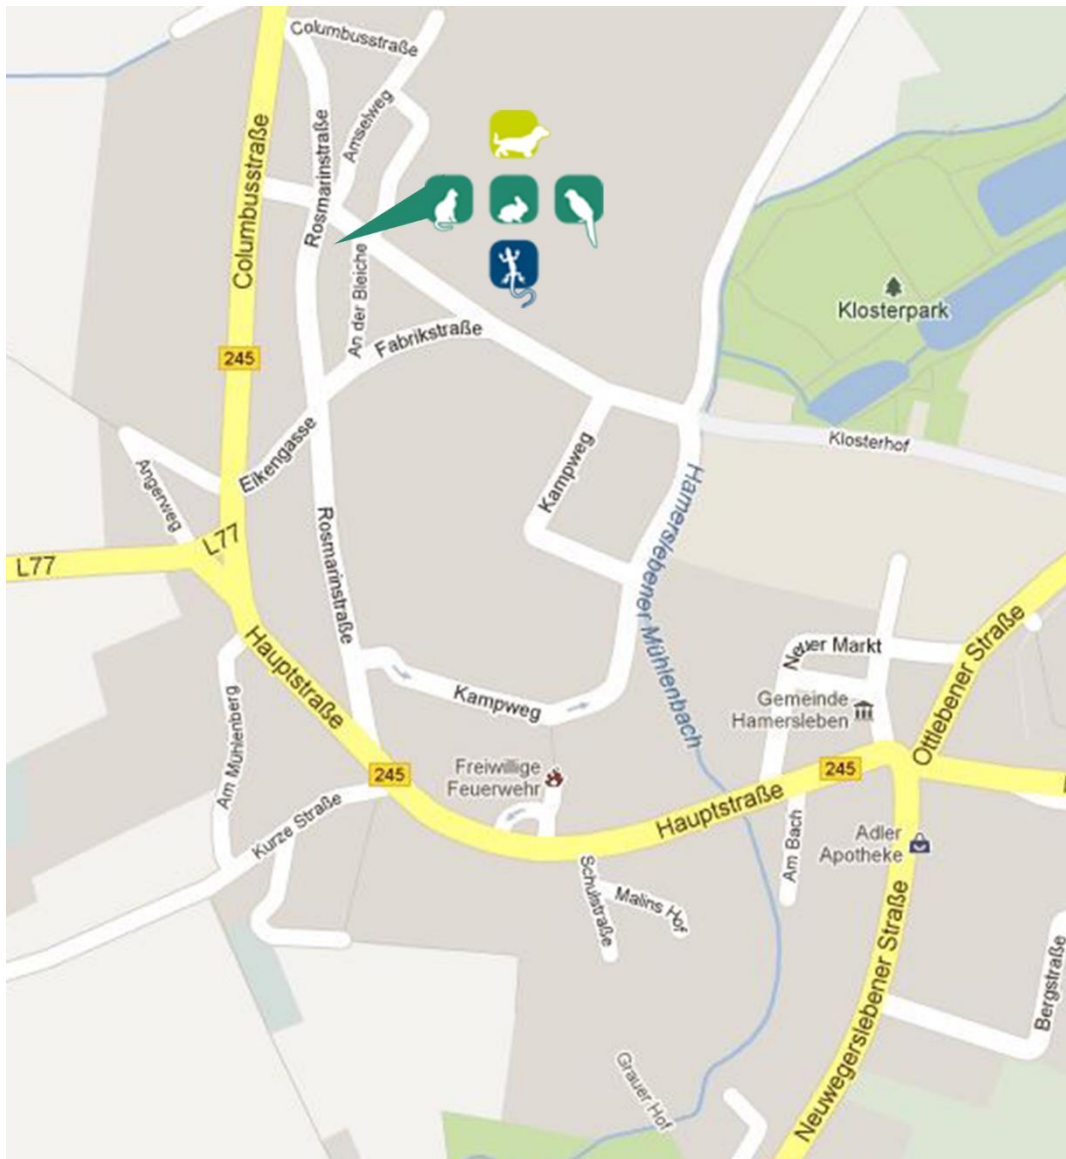 Columbusstraße
Amselweg
Rosmarinstraße
Columbusstraße
An der Bleiche
Klosterpark
Fabrikstraße
245
Klosterhof
Eikengasse
Kampweg
Angerweg
L77
L77
Hamerslebener Mühlenbach
Rosmarinstraße
Hauptstraße
Neuer Markt
Ottlebener Straße
Kampweg
Gemeinde
Hamersleben
Am Mühlenberg
245
Freiwillige
Feuerwehr
245
Hauptstraße
Kurze Straße
Am Bach
Adler
Apotheke
Schulstraße
Malins Hof
Neuwegerslebener Straße
Bergstraße
Grauer Hof